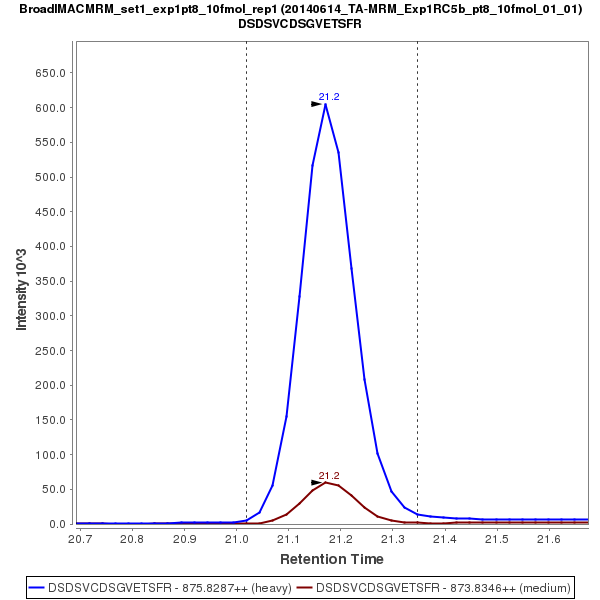 BroadIMACMRM_set1_exp1pt8_10fmol_rep1 (20140614_TA-MRM_Exp1RC5b_pt8_10fmol_01_01)
DSDSVCDSGVETSFR
Intensity 10^3
650.0
600.0
550.0
500.0
450.0
400.0
350.0
300.0
250.0
200.0
150.0
100.0
50.0
0.0
21.2
21.2
20.7 20.8 20.9 21.0 21.1 21.2 21.3 21.4 21.5 21.6
Retention Time
DSDSVCDSGVETSFR - 875.8287++ (heavy) DSDSVCDSGVETSFR - 873.8346++ (medium)